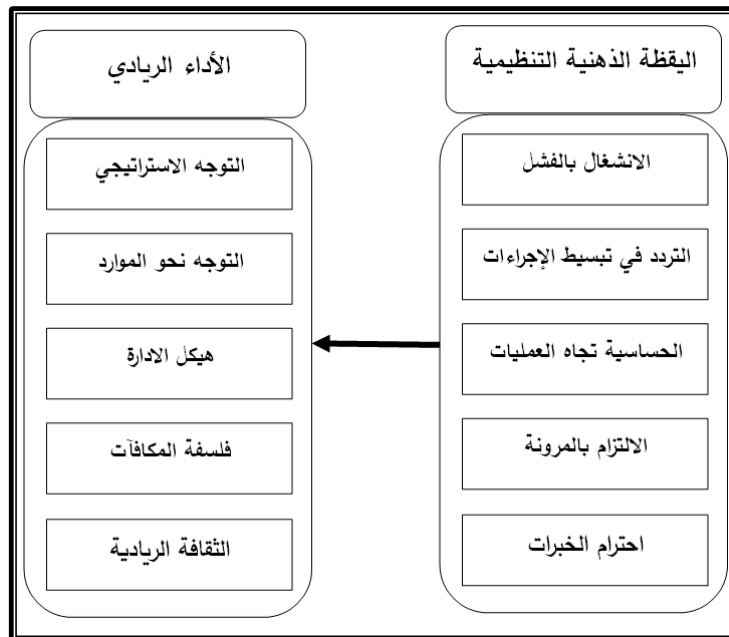 اليقظة الذهنية التنظيمية
الانشغال بالفشل
التردد في تبسيط الإجراءات
الحساسية تجاه العمليات
الالتزام بالمرونة
احترام الخبرات
الأداء الريادي
التوجه الاستراتيجي
التوجه نحو الموارد
هيكل الادارة
فلسفة المكافآت
الثقافة الريادية